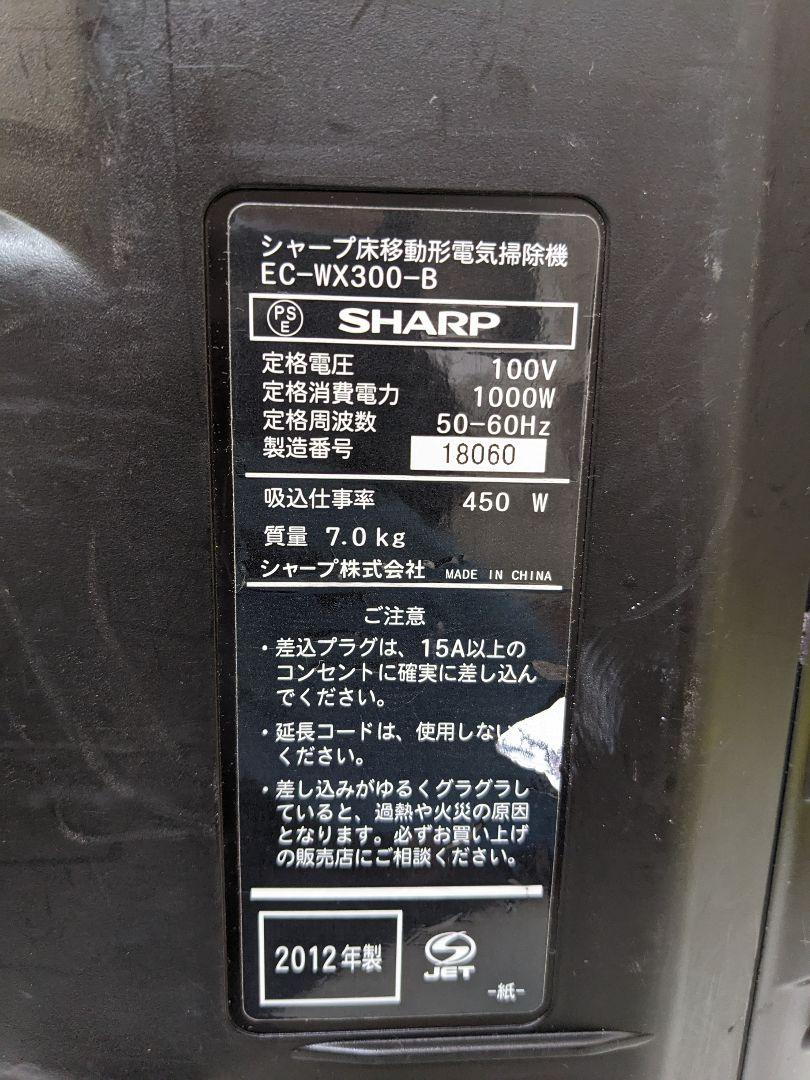 シャープ床移動形電気掃除機
EC-WX300-B
PS
E
SHARP
定格電圧 100V
定格消費電力 1000W
定格周波数 50-60Hz
製造番号 18060
吸込仕事率 450 W
質量 7.0kg
シャープ株式会社 MADE IN CHINA
ご注意
・差込プラグは、15A以上の
コンセントに確実に差し込ん
でください。
・延長コードは、使用しない
ください。
・差し込みがゆるくグラグラし
ていると、過熱や火災の原因
となります。必ずお買い上げ
の販売店にご相談ください。
2012年製
S
JET
-紙-